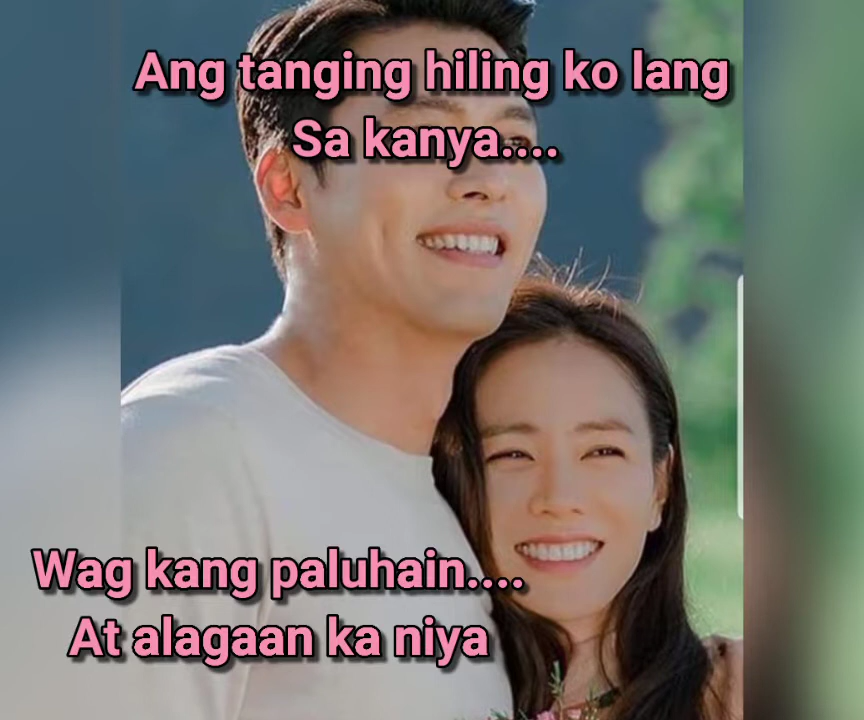 Ang tanging hiling ko lang
Sa kanya....
Wag kang paluhain....
At alagaan ka niya